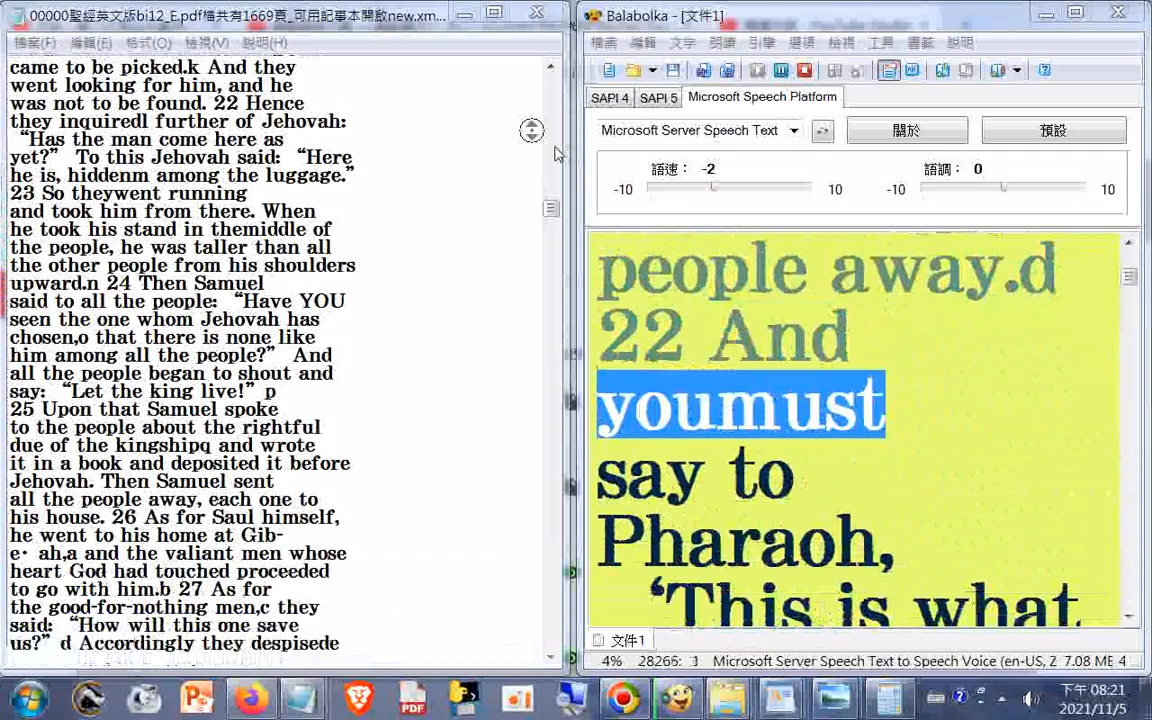 00000聖經英文版bi12_E.pdf檔共有1669頁_可用記事本開啟new.xm...
檔案(F) 編輯(E) 格式(O) 檢視(V) 說明(H)
came to be picked.k And they
went looking for him, and he
was not to be found. 22 Hence
they inquiredl further of Jehovah:
“Has the man come here as
yet?” To this Jehovah said: “Here
he is, hiddenm among the luggage.”
23 So theywent running
and took him from there. When
he took his stand in themiddle of
the people, he was taller than all
the other people from his shoulders
upward.n 24 Then Samuel
said to all the people: “Have YOU
seen the one whom Jehovah has
chosen,o that there is none like
him among all the people?” And
all the people began to shout and
say: “Let the king live!” p
25 Upon that Samuel spoke
to the people about the rightful
due of the kingshipq and wrote
it in a book and deposited it before
Jehovah. Then Samuel sent
all the people away, each one to
his house. 26 As for Saul himself,
he went to his home at Gib-
e· ah,a and the valiant men whose
heart God had touched proceeded
to go with him.b 27 As for
the good-for-nothing men,c they
said: “How will this one save
us?” d Accordingly they despisede
Balabolka - [文件1]
檔案 編輯 文字 朗讀 引擎 選項 檢視 工具 書籤 說明
SAPI 4 SAPI 5 Microsoft Speech Platform
Microsoft Server Speech Text 關於 預設
語速： -2 語調： 0
-10 10 -10 10
people away.d
22 And
youmust
say to
Pharaoh,
‘This is what
文件1
4% 28266: 1 Microsoft Server Speech Text to Speech Voice (en-US, Z 7.08 MB 4
PDF
下午 08:21
2021/11/5